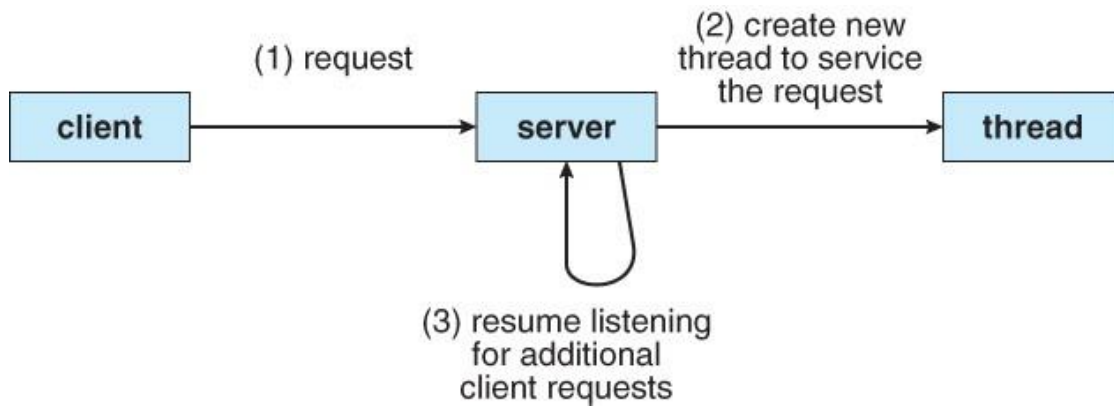 (1) request
(2) create new
thread to service
the request
client
server
thread
(3) resume listening
for additional
client requests